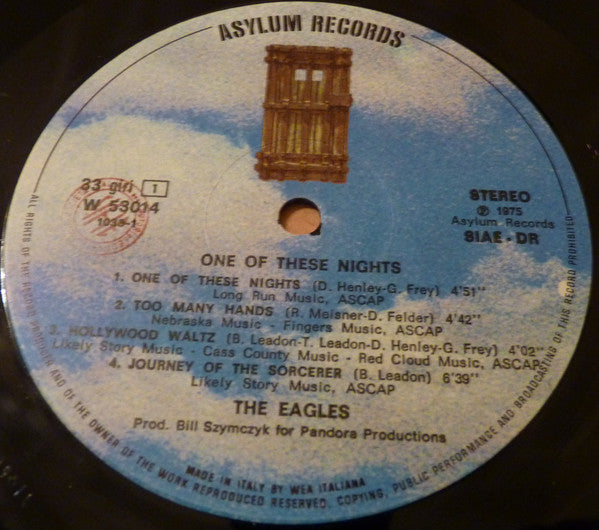 ASYLUM RECORDS
33 giri 1
W 53014
1039-1
STEREO
Ⓟ 1975
Asylum Records
SIAE - DR
ONE OF THESE NIGHTS
1. ONE OF THESE NIGHTS (D. Henley-G. Frey) 4'51''
Long Run Music, ASCAP
2. TOO MANY HANDS (R. Meisner-D. Felder) 4'42''
Nebraska Music - Fingers Music, ASCAP
3. HOLLYWOOD WALTZ (B. Leadon-T. Leadon-D. Henley-G. Frey) 4'02''
Likely Story Music - Cass County Music - Red Cloud Music, ASCAP
4. JOURNEY OF THE SORCERER (B. Leadon) 6'39''
Likely Story Music, ASCAP
THE EAGLES
Prod. Bill Szymczyk for Pandora Productions
MADE IN ITALY BY WEA ITALIANA
ALL RIGHTS OF THE RECORD PRODUCER AND OF THE OWNER OF THE WORK REPRODUCED RESERVED. COPYING, PUBLIC PERFORMANCE AND BROADCASTING OF THIS RECORD PROHIBITED